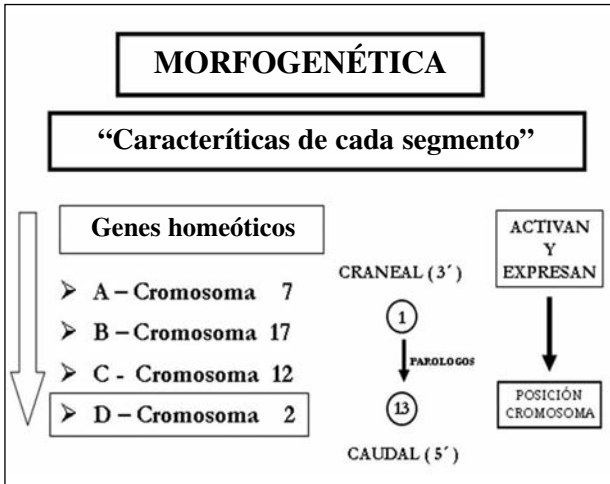 MORFOGENÉTICA
“Caracteríticas de cada segmento”
Genes homeóticos
➢ A – Cromosoma 7
➢ B – Cromosoma 17
➢ C - Cromosoma 12
➢ D – Cromosoma 2
CRANEAL ( 3´ )
1
PAROLOGOS
13
CAUDAL ( 5´ )
ACTIVAN
Y
EXPRESAN
POSICIÓN
CROMOSOMA